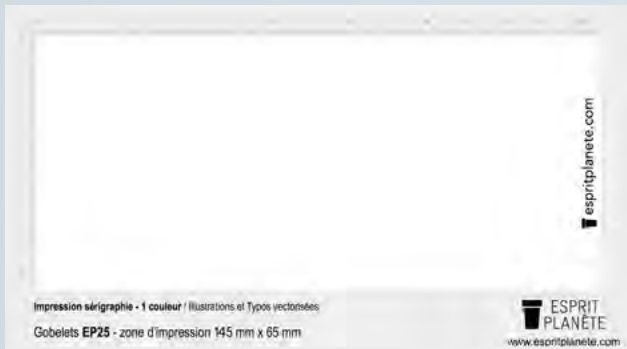 espritplanete.com
Impression sérigraphie - 1 couleur / Illustrations et Typos vectorisées
Gobelets EP25 - zone d'impression 145 mm x 65 mm
ESPRIT
PLANÈTE
www.espritplanete.com